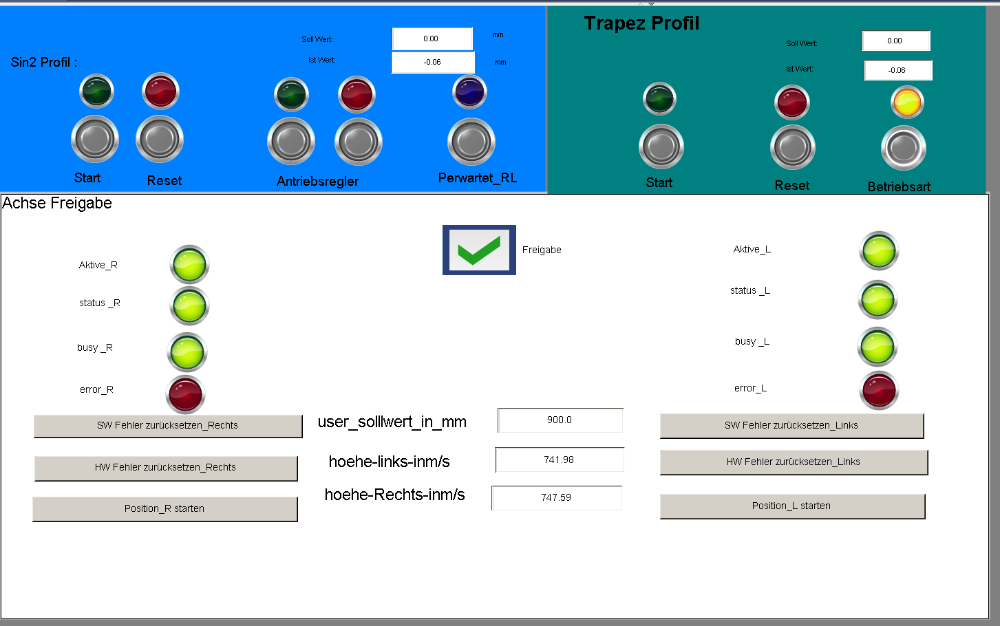 Trapez Profil
Soll Wert:
0.00
mm
Ist Wert:
-0.06
mm
Sin2 Profil :
Soll Wert:
0.00
Ist Wert:
-0.06
Start
Reset
Antriebsregler
Perwartet_RL
Start
Reset
Betriebsart
Achse Freigabe
Freigabe
Aktive_R
status _R
busy _R
error_R
Aktive_L
status _L
busy _L
error_L
SW Fehler zurücksetzen_Rechts
user_solllwert_in_mm
900.0
SW Fehler zurücksetzen_Links
HW Fehler zurücksetzen_Rechts
hoehe-links-inm/s
741.98
HW Fehler zurücksetzen_Links
Position_R starten
hoehe-Rechts-inm/s
747.59
Position_L starten